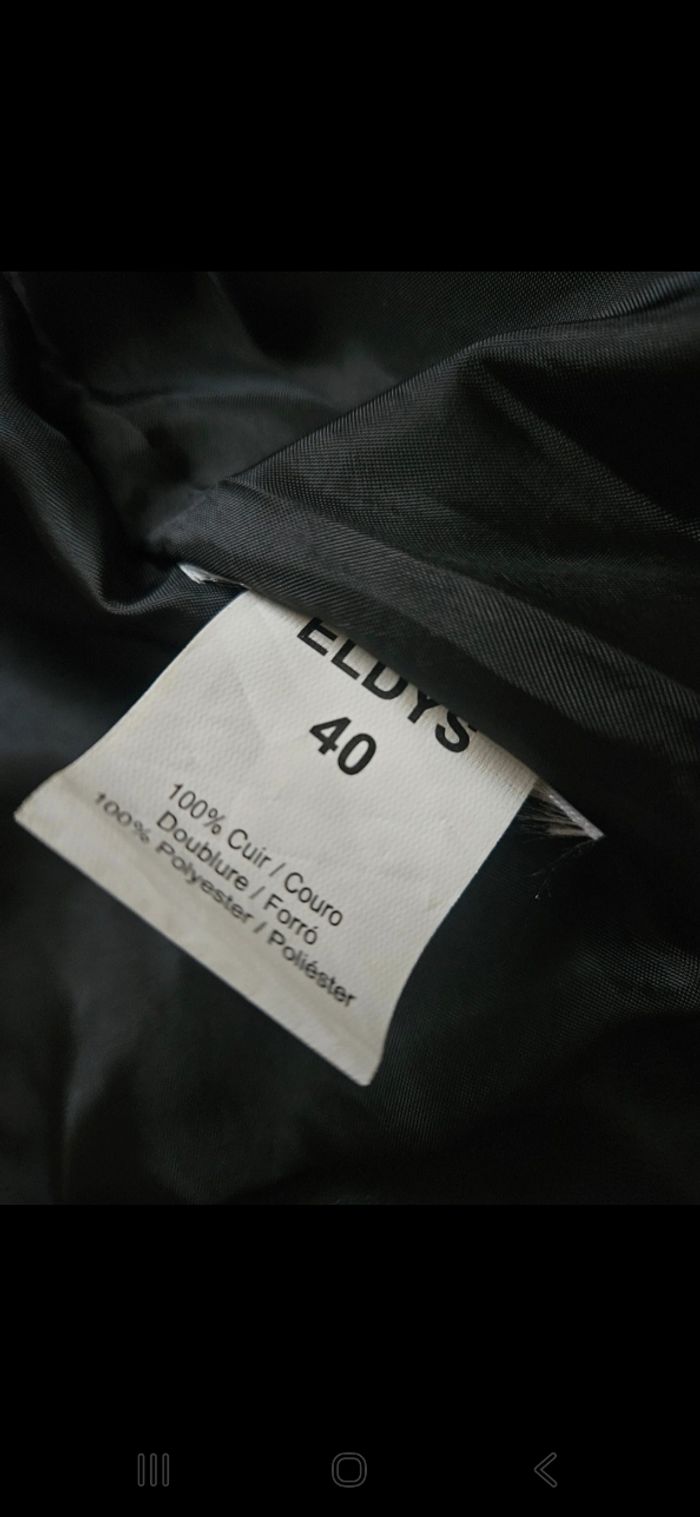 ELDYS
40
100% Cuir / Couro
Doublure / Forró
100% Polyester / Poliéster